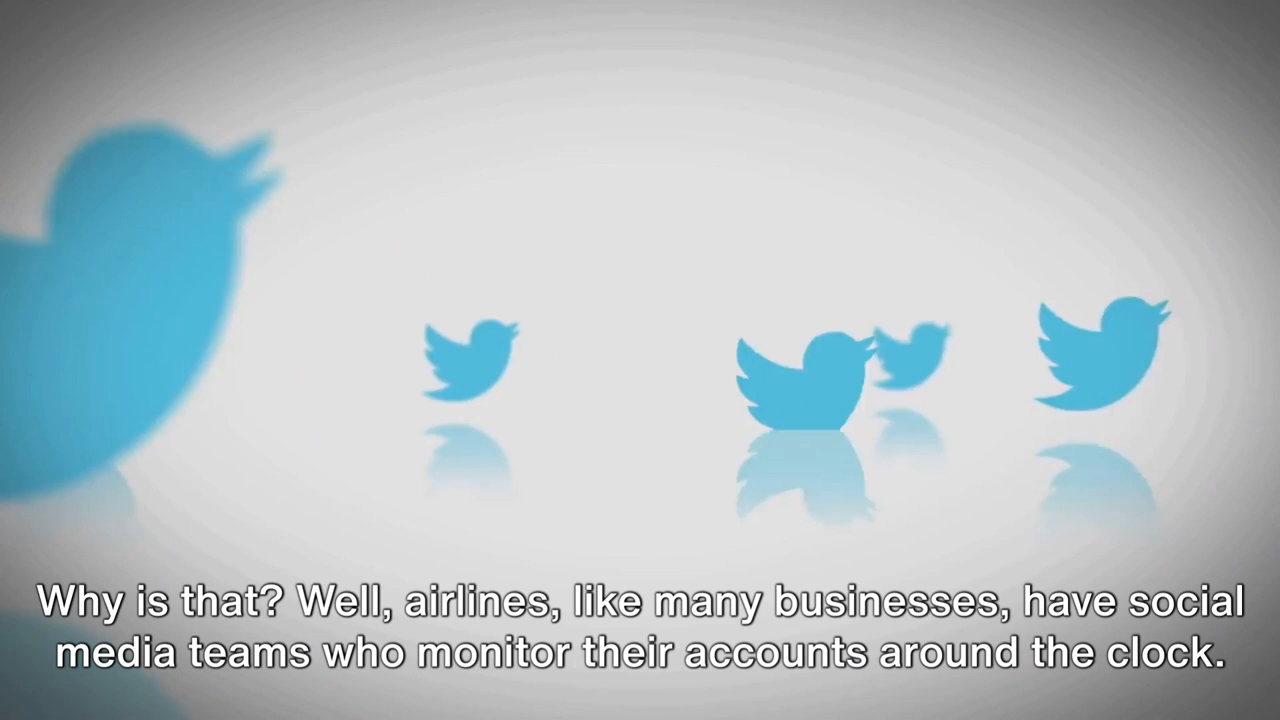 Why is that? Well, airlines, like many businesses, have social
media teams who monitor their accounts around the clock.